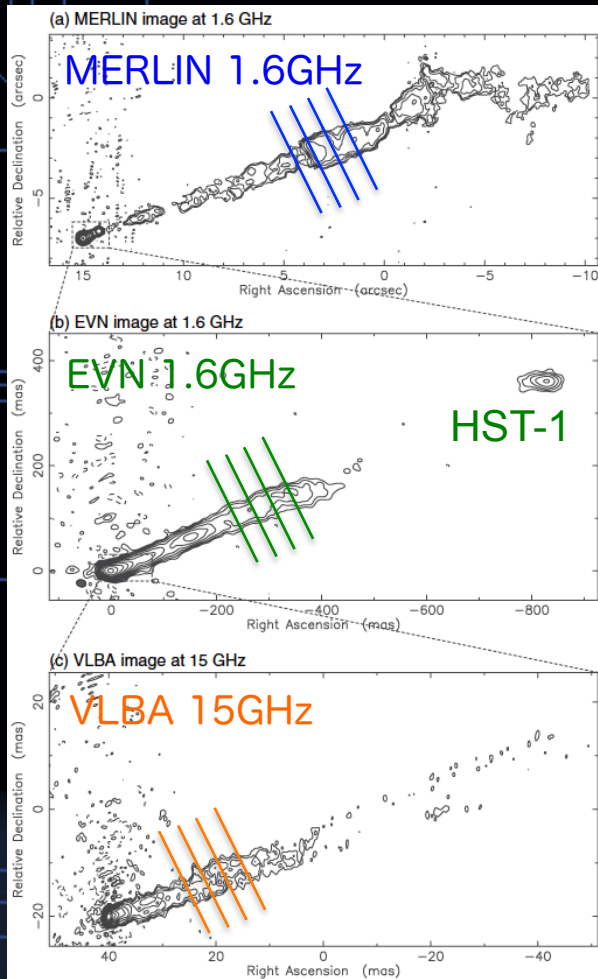 (a) MERLIN image at 1.6 GHz
MERLIN 1.6GHz
Relative Declination (arcsec)
0
−5
15
10
5
0
−5
−10
Right Ascension (arcsec)
(b) EVN image at 1.6 GHz
EVN 1.6GHz
HST-1
Relative Declination (mas)
400
200
0
0
−200
−400
−600
−800
Right Ascension (mas)
(c) VLBA image at 15 GHz
VLBA 15GHz
Relative Declination (mas)
20
0
−20
20
0
−20
−40
Right Ascension (mas)